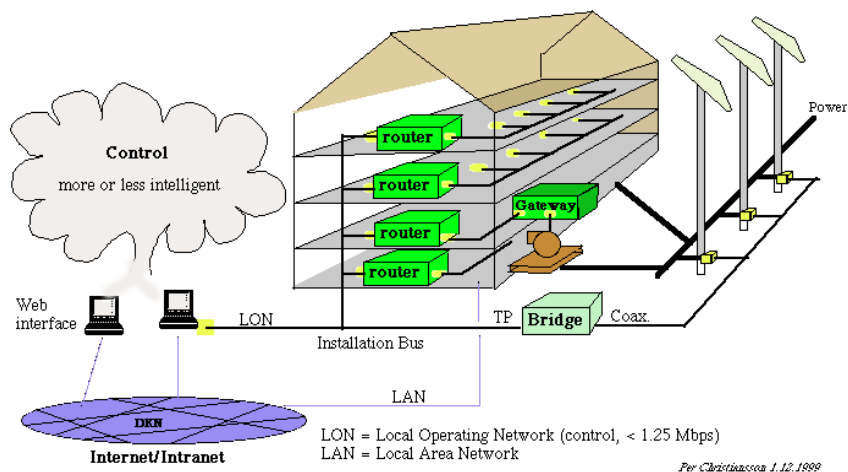 Control
more or less intelligent
router
router
router
router
Gateway
Power
Web
interface
LON
Installation Bus
TP
Bridge
Coax.
LAN
DKN
Internet/Intranet
LON = Local Operating Network (control, < 1.25 Mbps)
LAN = Local Area Network
Per Christiansson 1.12.1999